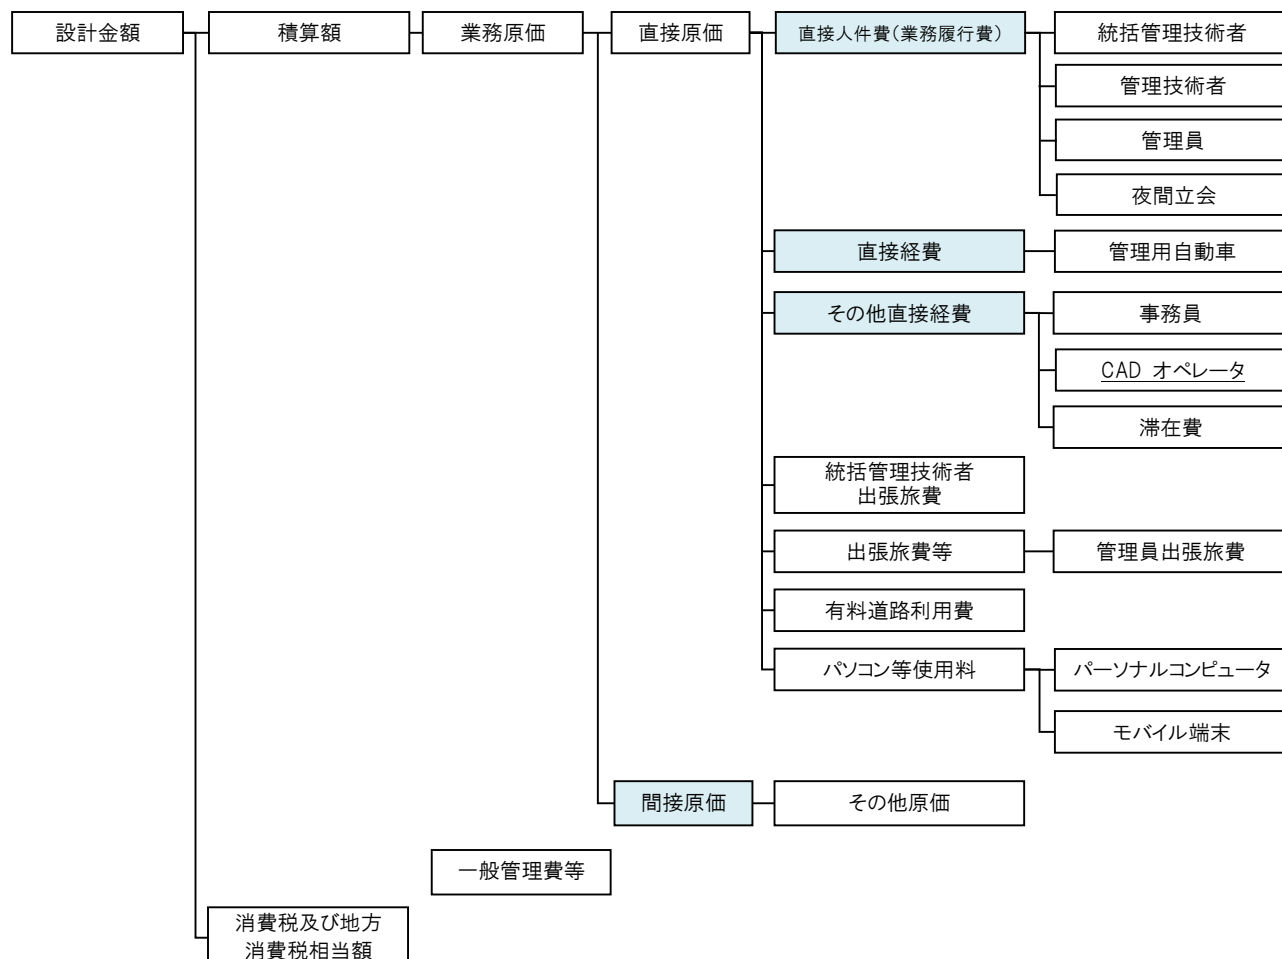 設計金額
積算額
業務原価
直接原価
直接人件費（業務履行費）
統括管理技術者
管理技術者
管理員
夜間立会
直接経費
管理用自動車
その他直接経費
事務員
CAD オペレータ
滞在費
統括管理技術者
出張旅費
出張旅費等
管理員出張旅費
有料道路利用費
パソコン等使用料
パーソナルコンピュータ
モバイル端末
間接原価
その他原価
一般管理費等
消費税及び地方
消費税相当額